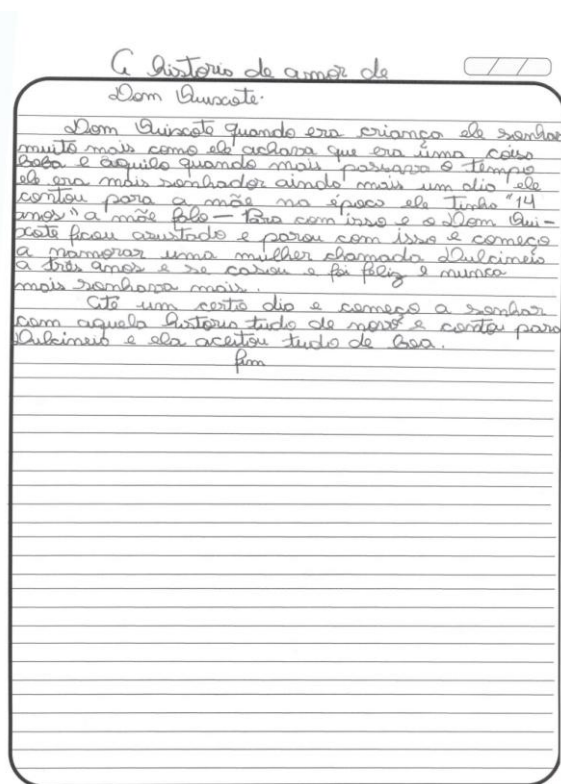 A historia de amor de
Dom Quixote.
Dom Quixote quando era criança ele sonhav
muito mais como ele achava que era uma coisa
boba e aquilo quando mais passava o tempo
ele era mais sonhador ainda mais um dia ele
contou para a mãe na época ele tinha "14
anos" a mãe falo — Para com isso e o Dom Qui-
xote ficou asustado e parou com isso e começo
a namorar uma mulher chamada Dulcineia
a três anos e se casou e foi feliz e nunca
mais sonhava mais.
Até um certo dia e começo a sonhar
com aquela historia tudo de novo e contou para
Dulcineia e ela aceitou tudo de boa.
fim